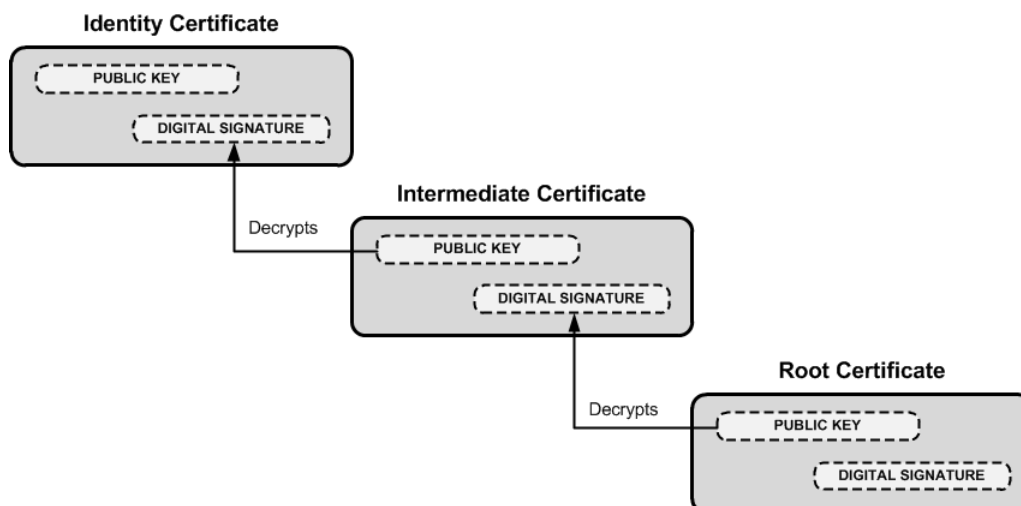 Identity Certificate
PUBLIC KEY
DIGITAL SIGNATURE
Intermediate Certificate
Decrypts
PUBLIC KEY
DIGITAL SIGNATURE
Root Certificate
Decrypts
PUBLIC KEY
DIGITAL SIGNATURE